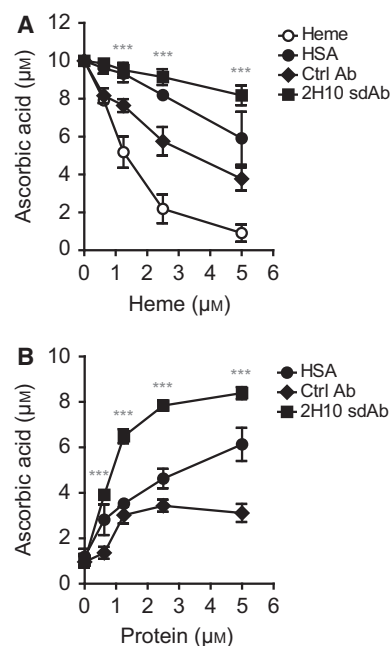 A
Ascorbic acid (µM)
10
8
6
4
2
0
*** *** ***
0 1 2 3 4 5 6
Heme (µM)
Heme
HSA
Ctrl Ab
2H10 sdAb
B
Ascorbic acid (µM)
10
8
6
4
2
0
*** *** *** ***
0 1 2 3 4 5 6
Protein (µM)
HSA
Ctrl Ab
2H10 sdAb